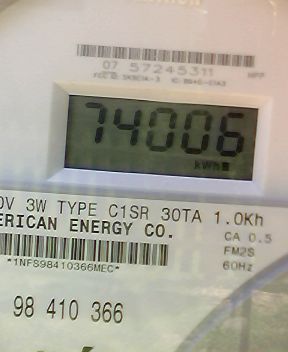 07 57245311
74006
kWh
0V 3W TYPE C1SR 30TA 1.0Kh
ERICAN ENERGY CO.
CA 0.5
FM2S
60Hz
*1NFS98410366MEC*
98 410 366